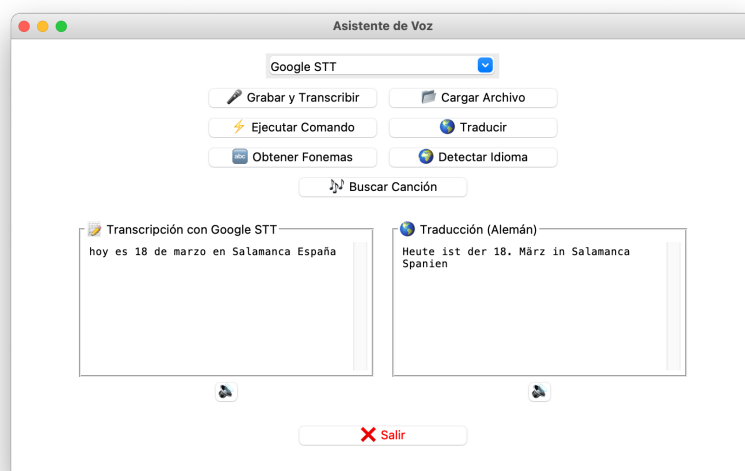 Asistente de Voz
Google STT
Grabar y Transcribir
Cargar Archivo
Ejecutar Comando
Traducir
abc Obtener Fonemas
Detectar Idioma
Buscar Canción
Transcripción con Google STT
hoy es 18 de marzo en Salamanca España
Traducción (Alemán)
Heute ist der 18. März in Salamanca
Spanien
Salir